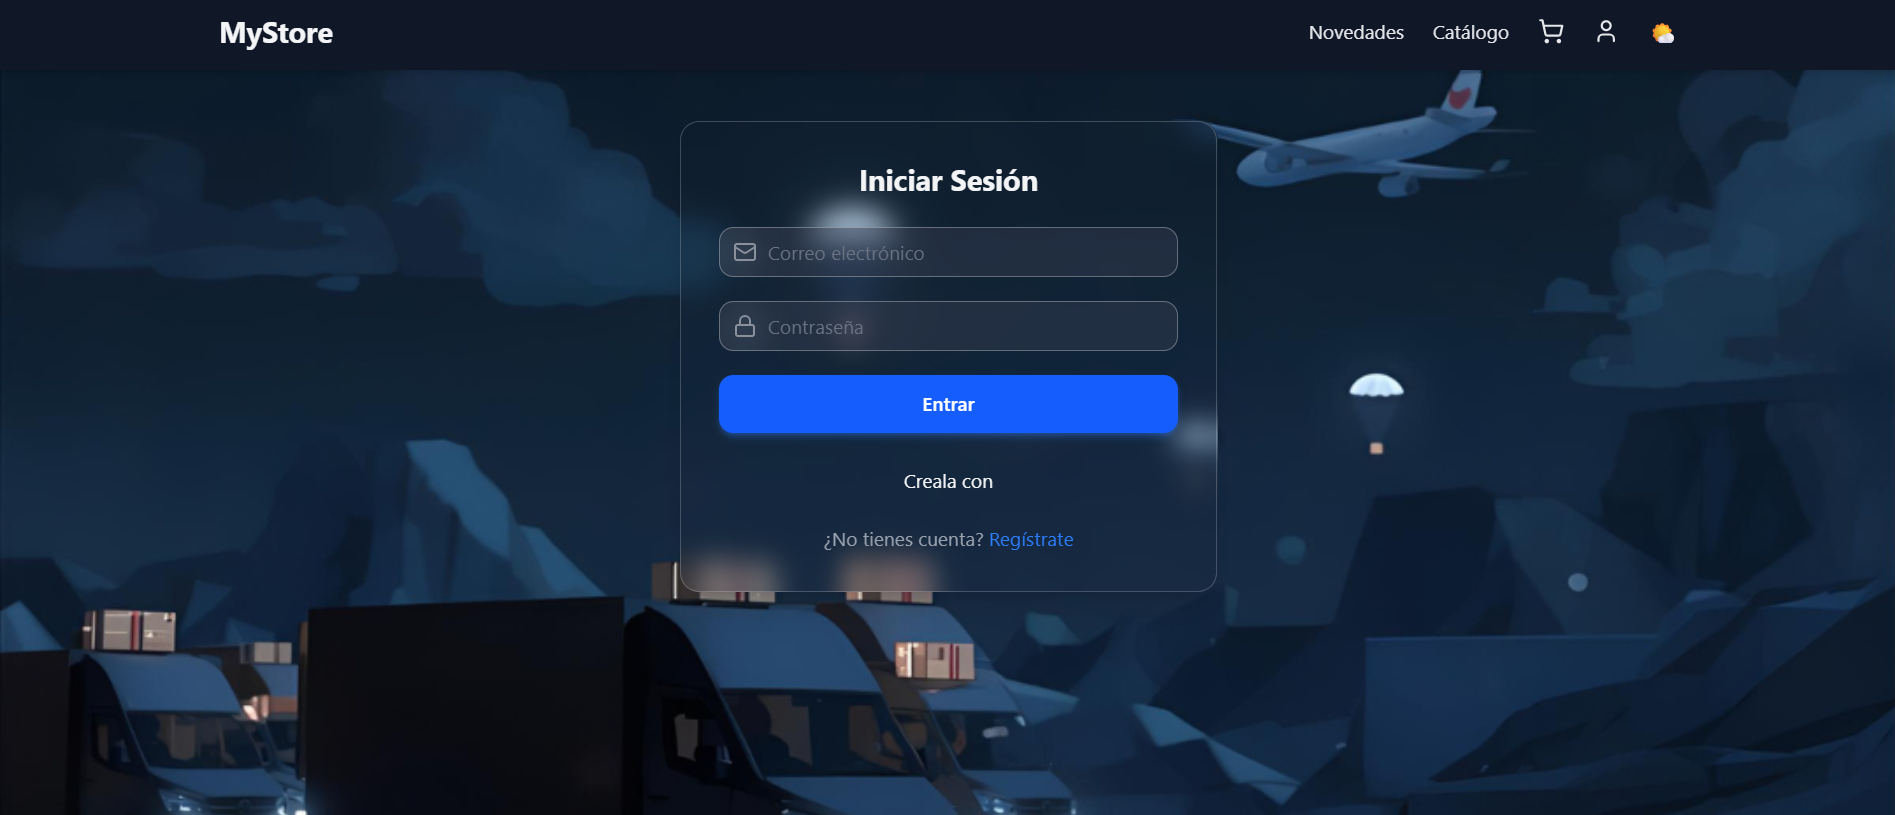 MyStore
Novedades
Catálogo
Iniciar Sesión
Correo electrónico
Contraseña
Entrar
Creala con
¿No tienes cuenta? Regístrate